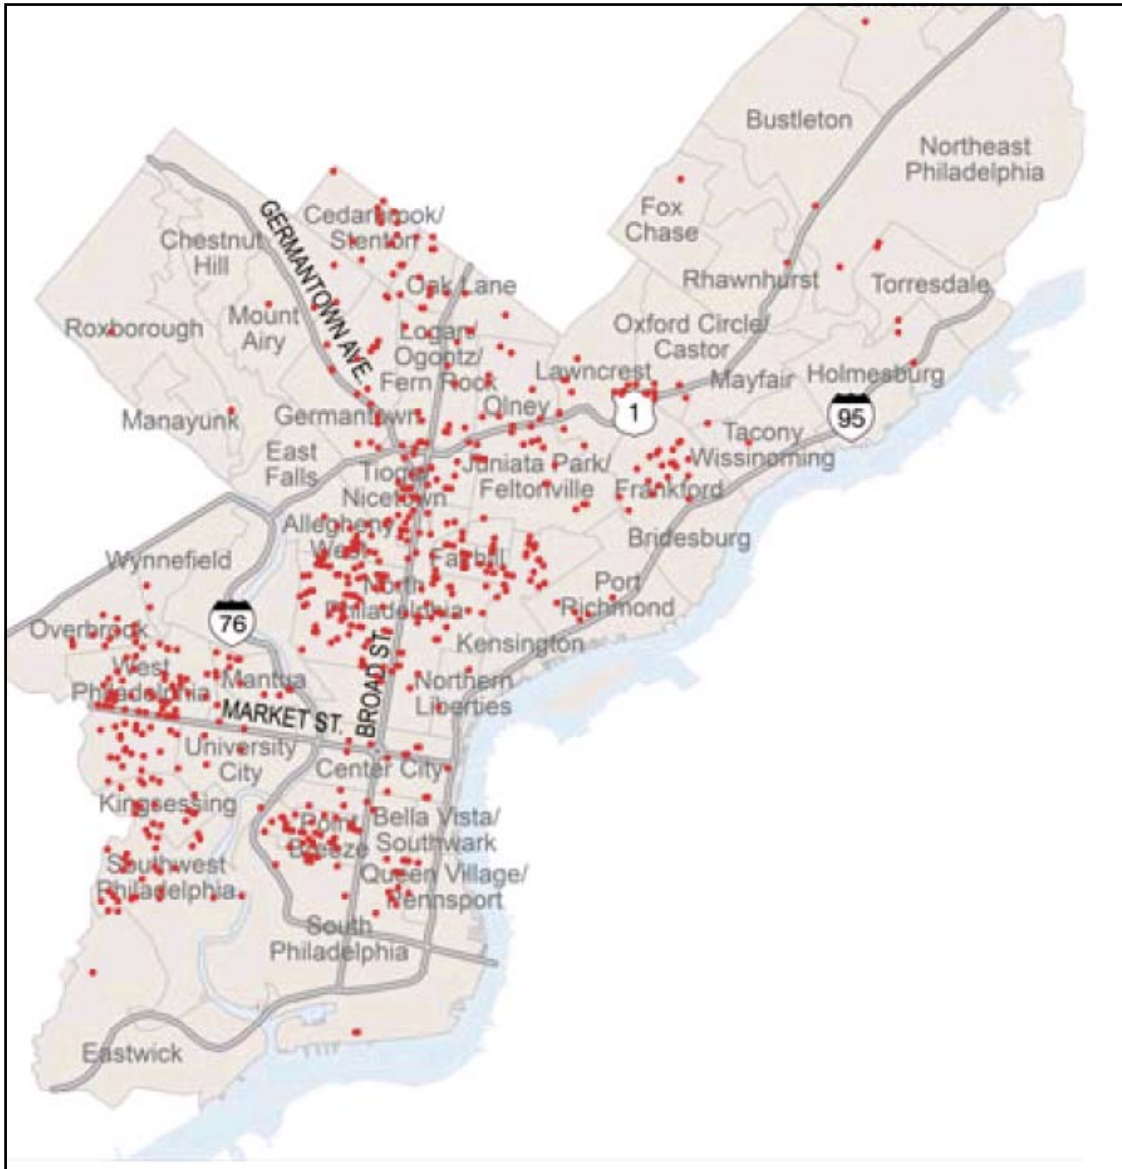 Bustleton
Northeast
Philadelphia
Fox
Chase
Cedarbrook/
Stenton
GERMANTOWN AVE.
Chestnut
Hill
Rhawnhurst
Torresdale
Oak Lane
Roxborough
Mount
Airy
Logan/
Ogontz/
Fern Rock
Oxford Circle/
Castor
Lawncrest
Mayfair
Holmesburg
Manayunk
Germantown
Olney
1
95
Tacony
Wissinoming
East
Falls
Tioga
Nicetown
Juniata Park/
Feltonville
Frankford
Allegheny
West
Bridesburg
Wynnefield
Fairhill
North
Philadelphia
Port
Richmond
76
Overbrook
Kensington
West
Philadelphia
Mantua
BROAD ST.
Northern
Liberties
MARKET ST.
University
City
Center City
Kingsessing
Point
Breeze
Bella Vista/
Southwark
Southwest
Philadelphia
Queen Village/
Pennsport
South
Philadelphia
Eastwick